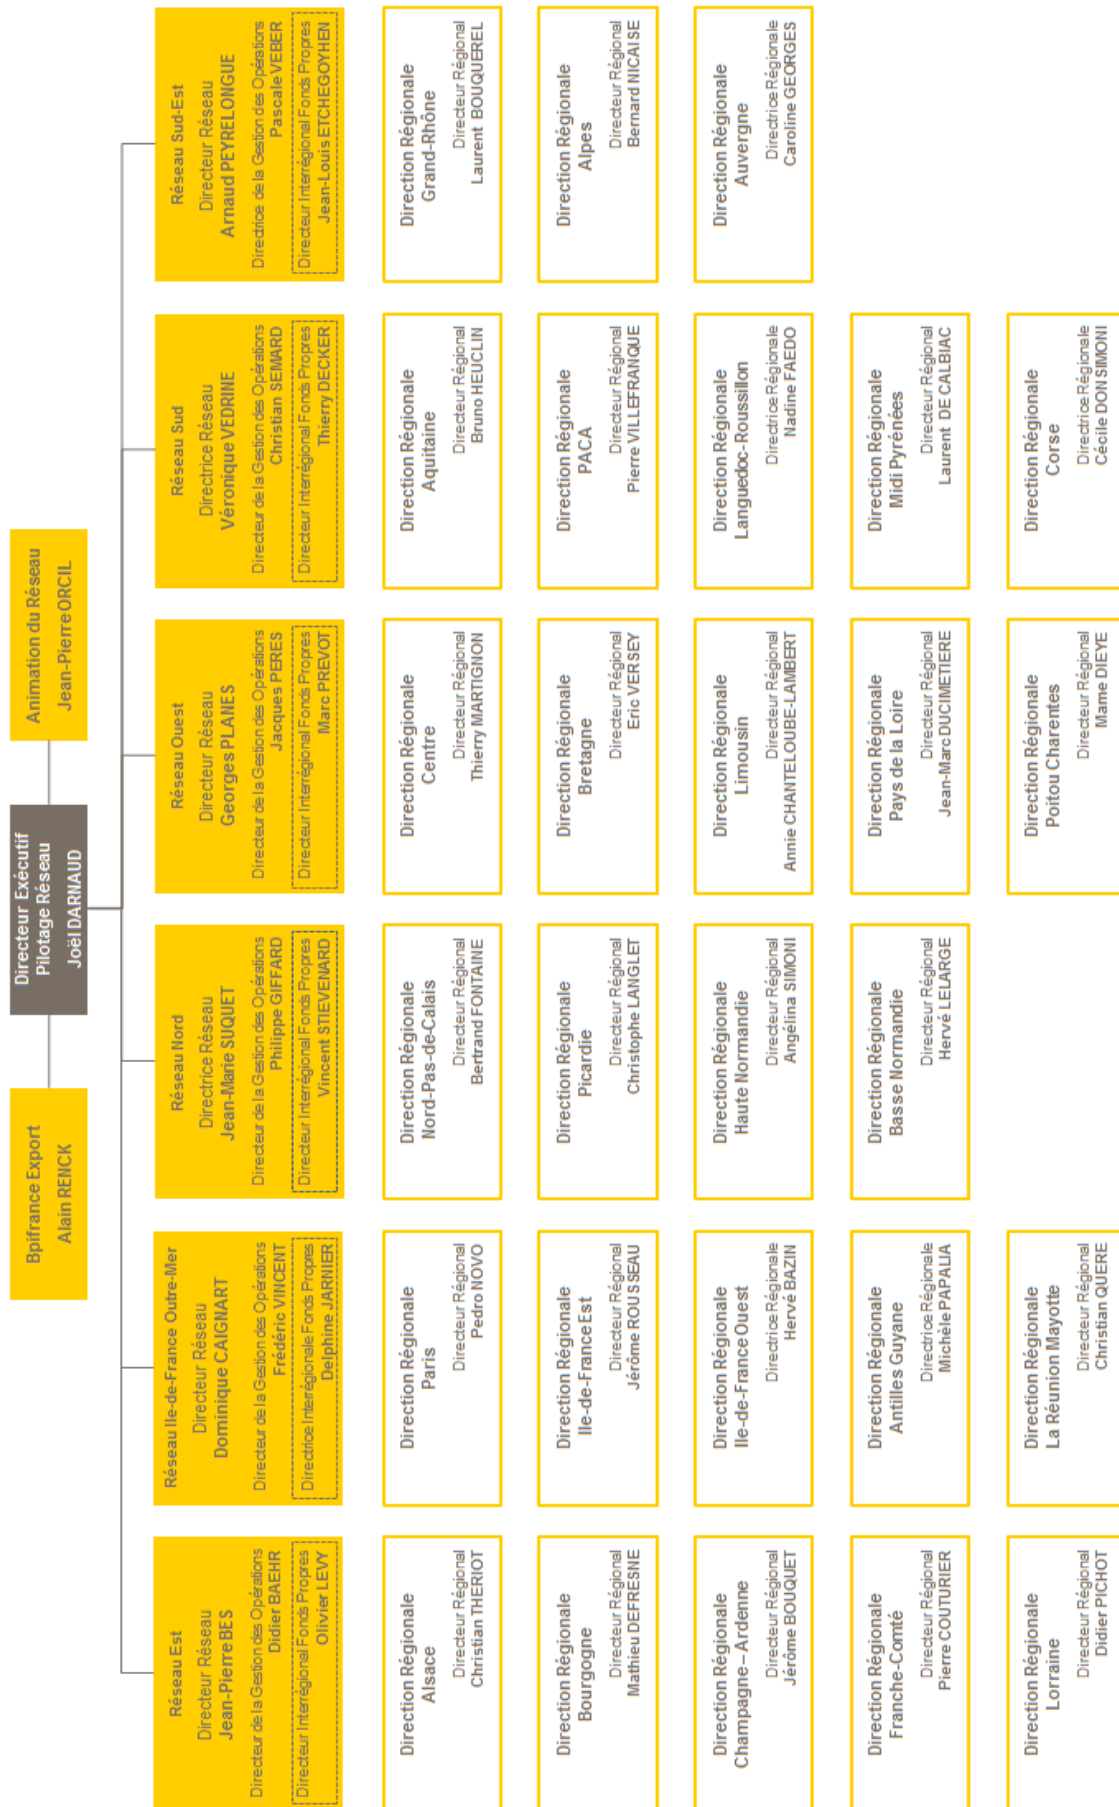 Directeur Exécutif
Pilotage Réseau
Joël DARNAUD
Bpifrance Export
Alain RENCK
Animation du Réseau
Jean-Pierre ORCIL
Réseau Est
Directeur Réseau
Jean-Pierre BES
Directeur de la Gestion des Opérations
Didier BAEHR
Directeur Interrégional Fonds Propres
Olivier LEVY
Direction Régionale
Alsace
Directeur Régional
Christian THERIOT
Direction Régionale
Bourgogne
Directeur Régional
Mathieu DEFRESNE
Direction Régionale
Champagne – Ardenne
Directeur Régional
Jérôme BOUQUET
Direction Régionale
Franche-Comté
Directeur Régional
Pierre COUTURIER
Direction Régionale
Lorraine
Directeur Régional
Didier PICHOT
Réseau Ile-de-France Outre-Mer
Directeur Réseau
Dominique CAIGNART
Directeur de la Gestion des Opérations
Frédéric VINCENT
Directrice Interrégionale Fonds Propres
Delphine JARNIER
Direction Régionale
Paris
Directeur Régional
Pedro NOVO
Direction Régionale
Ile-de-France Est
Directeur Régional
Jérôme ROUSSEAU
Direction Régionale
Ile-de-France Ouest
Directrice Régionale
Hervé BAZIN
Direction Régionale
Antilles Guyane
Directrice Régionale
Michèle PAPALIA
Direction Régionale
La Réunion Mayotte
Directeur Régional
Christian QUERE
Réseau Nord
Directrice Réseau
Jean-Marie SUQUET
Directeur de la Gestion des Opérations
Philippe GIFFARD
Directeur Interrégional Fonds Propres
Vincent STIEVENARD
Direction Régionale
Nord-Pas-de-Calais
Directeur Régional
Bertrand FONTAINE
Direction Régionale
Picardie
Directeur Régional
Christophe LANGLET
Direction Régionale
Haute Normandie
Directeur Régional
Angélina SIMONI
Direction Régionale
Basse Normandie
Directeur Régional
Hervé LELARGE
Réseau Ouest
Directeur Réseau
Georges PLANES
Directeur de la Gestion des Opérations
Jacques PERES
Directeur Interrégional Fonds Propres
Marc PREVOT
Direction Régionale
Centre
Directeur Régional
Thierry MARTIGNON
Direction Régionale
Bretagne
Directeur Régional
Eric VERSEY
Direction Régionale
Limousin
Directeur Régional
Annie CHANTELOUBE-LAMBERT
Direction Régionale
Pays de la Loire
Directeur Régional
Jean-Marc DUCIMETIERE
Direction Régionale
Poitou Charentes
Directeur Régional
Mame DIEYE
Réseau Sud
Directrice Réseau
Véronique VEDRINE
Directeur de la Gestion des Opérations
Christian SEMARD
Directeur Interrégional Fonds Propres
Thierry DECKER
Direction Régionale
Aquitaine
Directeur Régional
Bruno HEUCLIN
Direction Régionale
PACA
Directeur Régional
Pierre VILLEFRANQUE
Direction Régionale
Languedoc-Roussillon
Directrice Régionale
Nadine FAEDO
Direction Régionale
Midi Pyrénées
Directeur Régional
Laurent DE CALBIAC
Direction Régionale
Corse
Directrice Régionale
Cécile DONSIMONI
Réseau Sud-Est
Directeur Réseau
Arnaud PEYRELONGUE
Directrice de la Gestion des Opérations
Pascale VEBER
Directeur Interrégional Fonds Propres
Jean-Louis ETCHEGOYHEN
Direction Régionale
Grand-Rhône
Directeur Régional
Laurent BOUQUEREL
Direction Régionale
Alpes
Directeur Régional
Bernard NICAISE
Direction Régionale
Auvergne
Directrice Régionale
Caroline GEORGES